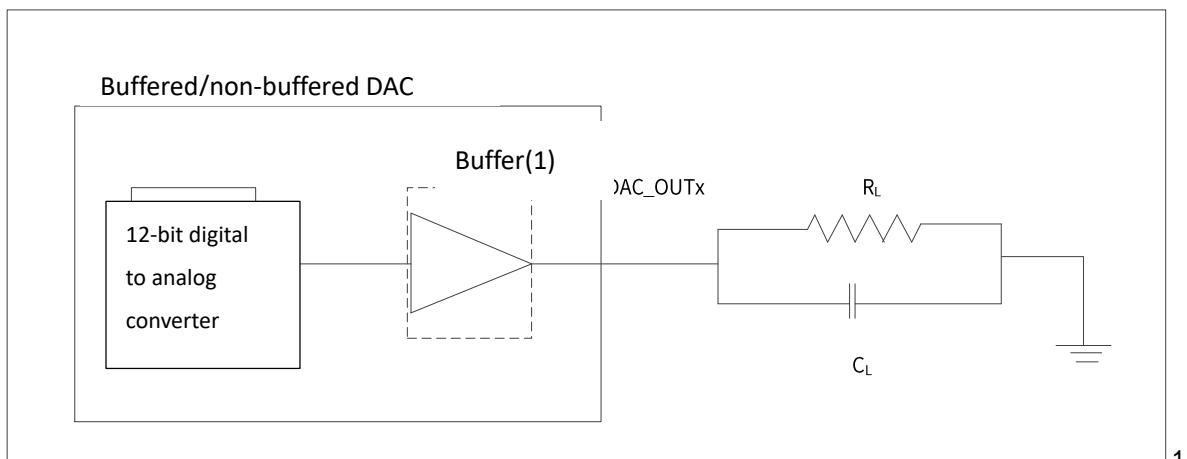 Buffered/non-buffered DAC
Buffer(1)
DAC_OUTx
RL
12-bit digital
to analog
converter
CL
1